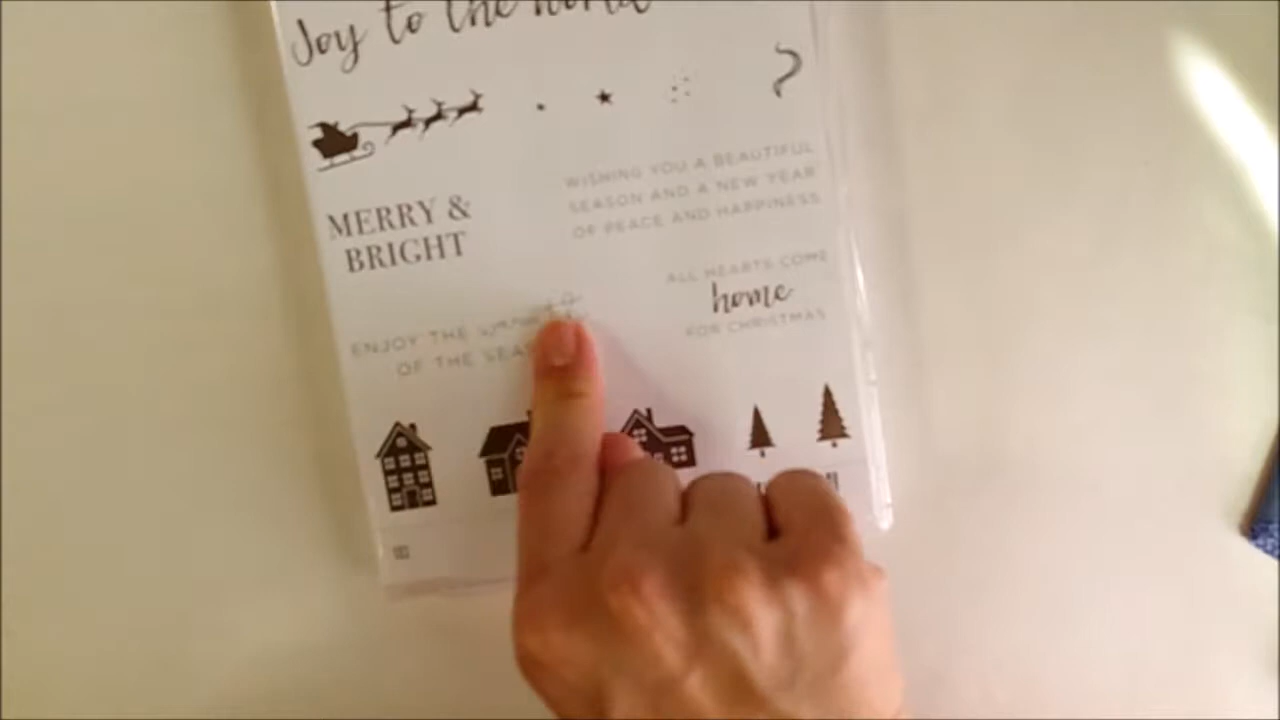 Joy to the world
WISHING YOU A BEAUTIFUL
SEASON AND A NEW YEAR
OF PEACE AND HAPPINESS
MERRY &
BRIGHT
ALL HEARTS COME
home
FOR CHRISTMAS
ENJOY THE
OF THE